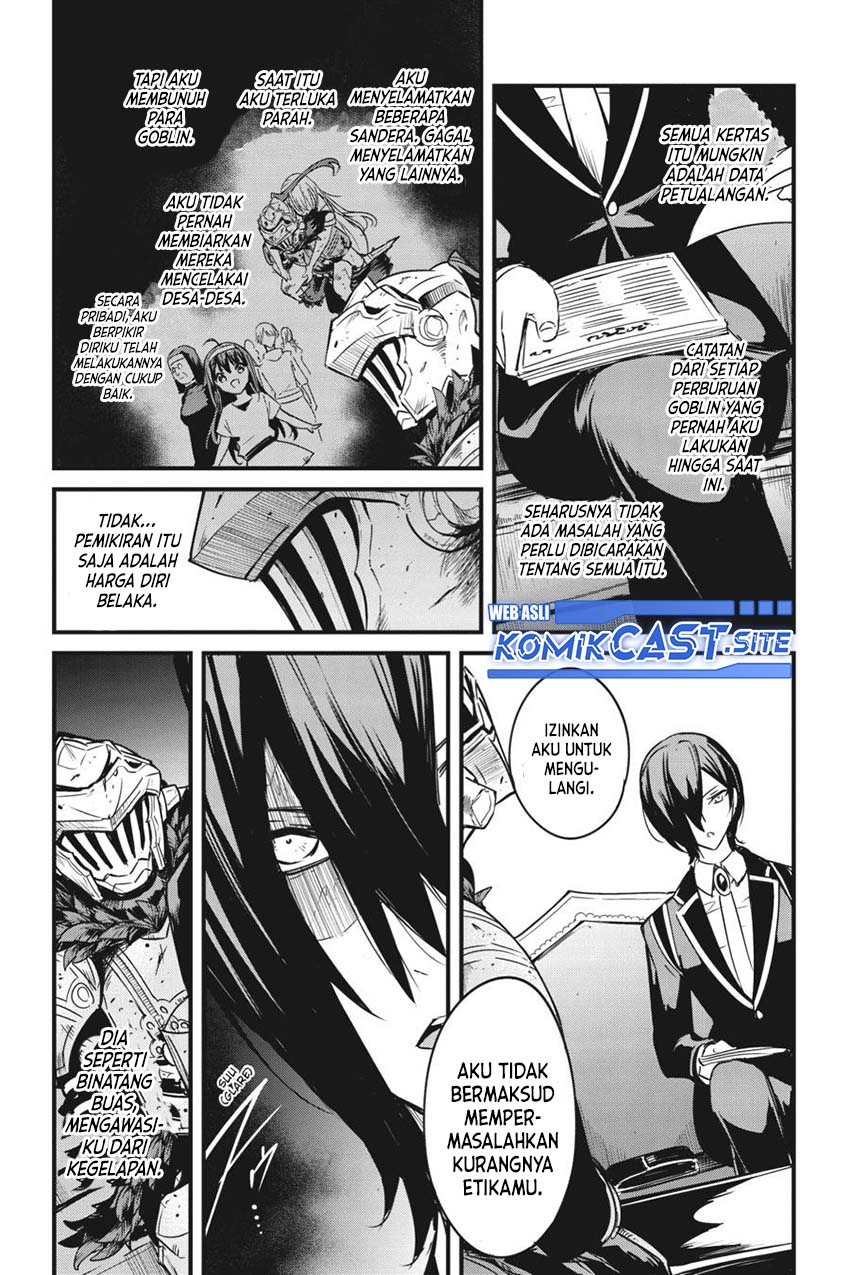 SEMUA KERTAS
ITU MUNGKIN
ADALAH DATA
PETUALANGAN.
CATATAN
DARI SETIAP
PERBURUAN
GOBLIN YANG
PERNAH AKU
LAKUKAN
HINGGA SAAT
INI.
SEHARUSNYA TIDAK
ADA MASALAH YANG
PERLU DIBICARAKAN
TENTANG SEMUA ITU.
AKU
MENYELAMATKAN
BEBERAPA
SANDERA. GAGAL
MENYELAMATKAN
YANG LAINNYA.
SAAT ITU
AKU TERLUKA
PARAH.
TAPI AKU
MEMBUNUH
PARA
GOBLIN.
AKU TIDAK
PERNAH
MEMBIARKAN
MEREKA
MENCELAKAI
DESA-DESA.
SECARA
PRIBADI, AKU
BERPIKIR
DIRIKU TELAH
MELAKUKANNYA
DENGAN CUKUP
BAIK.
TIDAK...
PEMIKIRAN ITU
SAJA ADALAH
HARGA DIRI
BELAKA.
WEB ASLI
KOMIKCAST.SITE
IZINKAN
AKU UNTUK
MENGU-
LANGI.
AKU TIDAK
BERMAKSUD
MEMPER-
MASALAHKAN
KURANGNYA
ETIKAMU.
SUU
(GLARE)
DIA
SEPERTI
BINATANG
BUAS,
MENGAWASI-
KU DARI
KEGELAPAN.